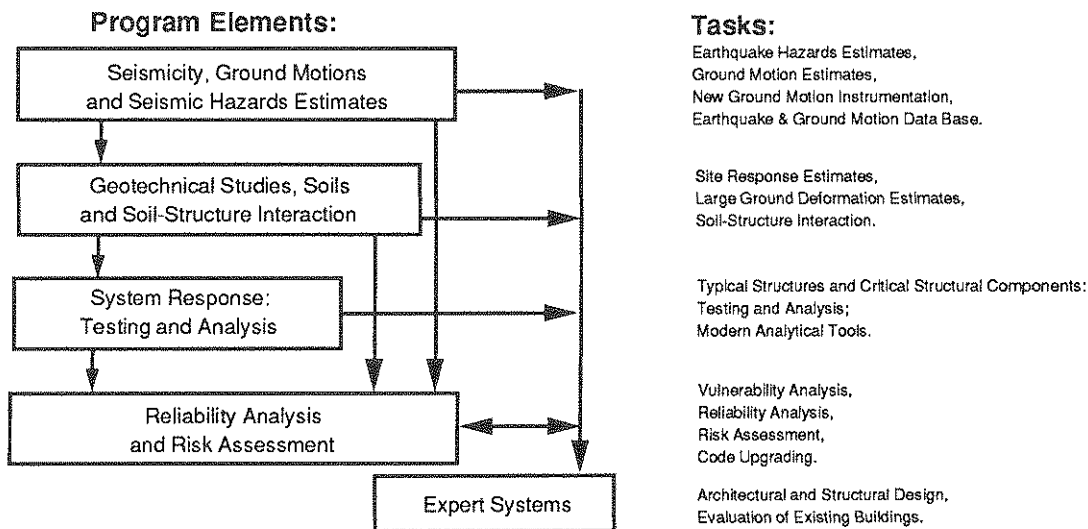 Program Elements:
Seismicity, Ground Motions
and Seismic Hazards Estimates
Geotechnical Studies, Soils
and Soil-Structure Interaction
System Response:
Testing and Analysis
Reliability Analysis
and Risk Assessment
Expert Systems
Tasks:
Earthquake Hazards Estimates,
Ground Motion Estimates,
New Ground Motion Instrumentation,
Earthquake & Ground Motion Data Base.
Site Response Estimates,
Large Ground Deformation Estimates,
Soil-Structure Interaction.
Typical Structures and Critical Structural Components:
Testing and Analysis;
Modern Analytical Tools.
Vulnerability Analysis,
Reliability Analysis,
Risk Assessment,
Code Upgrading.
Architectural and Structural Design,
Evaluation of Existing Buildings.